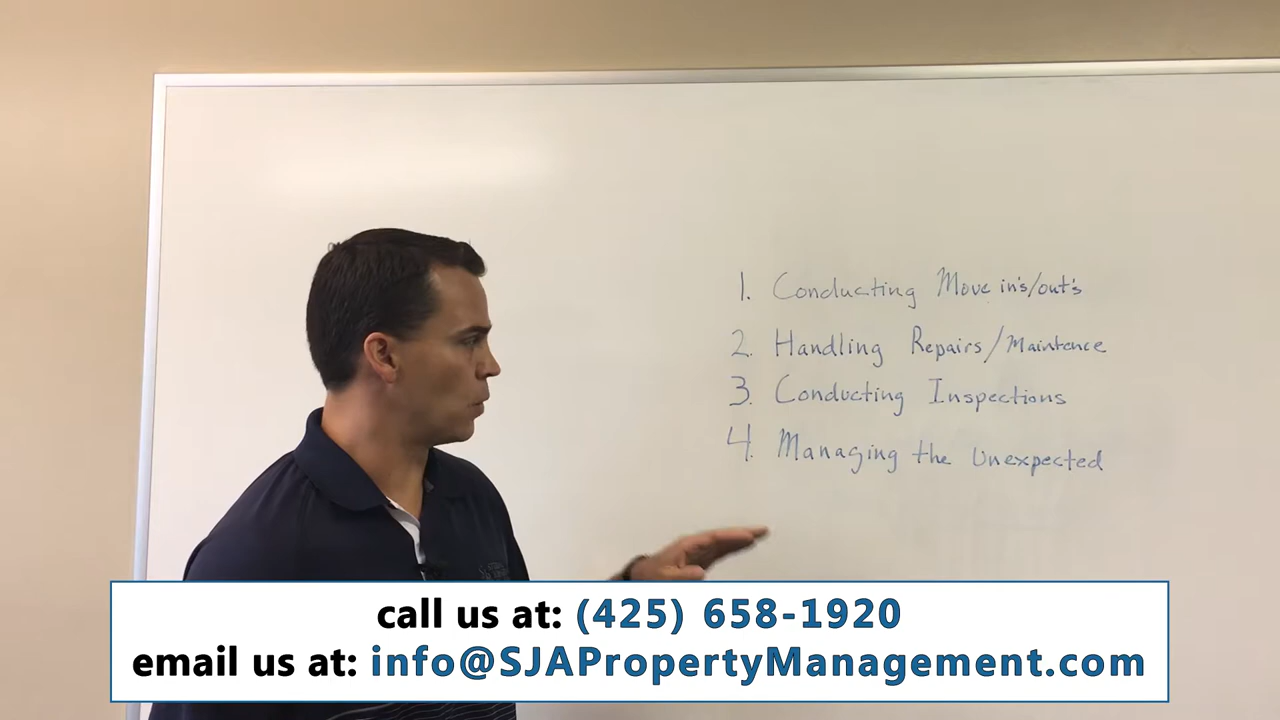 1. Conducting Move in's/out's
2. Handling Repairs/Maintence
3. Conducting Inspections
4. Managing the Unexpected
call us at: (425) 658-1920
email us at: info@SJAPropertyManagement.com